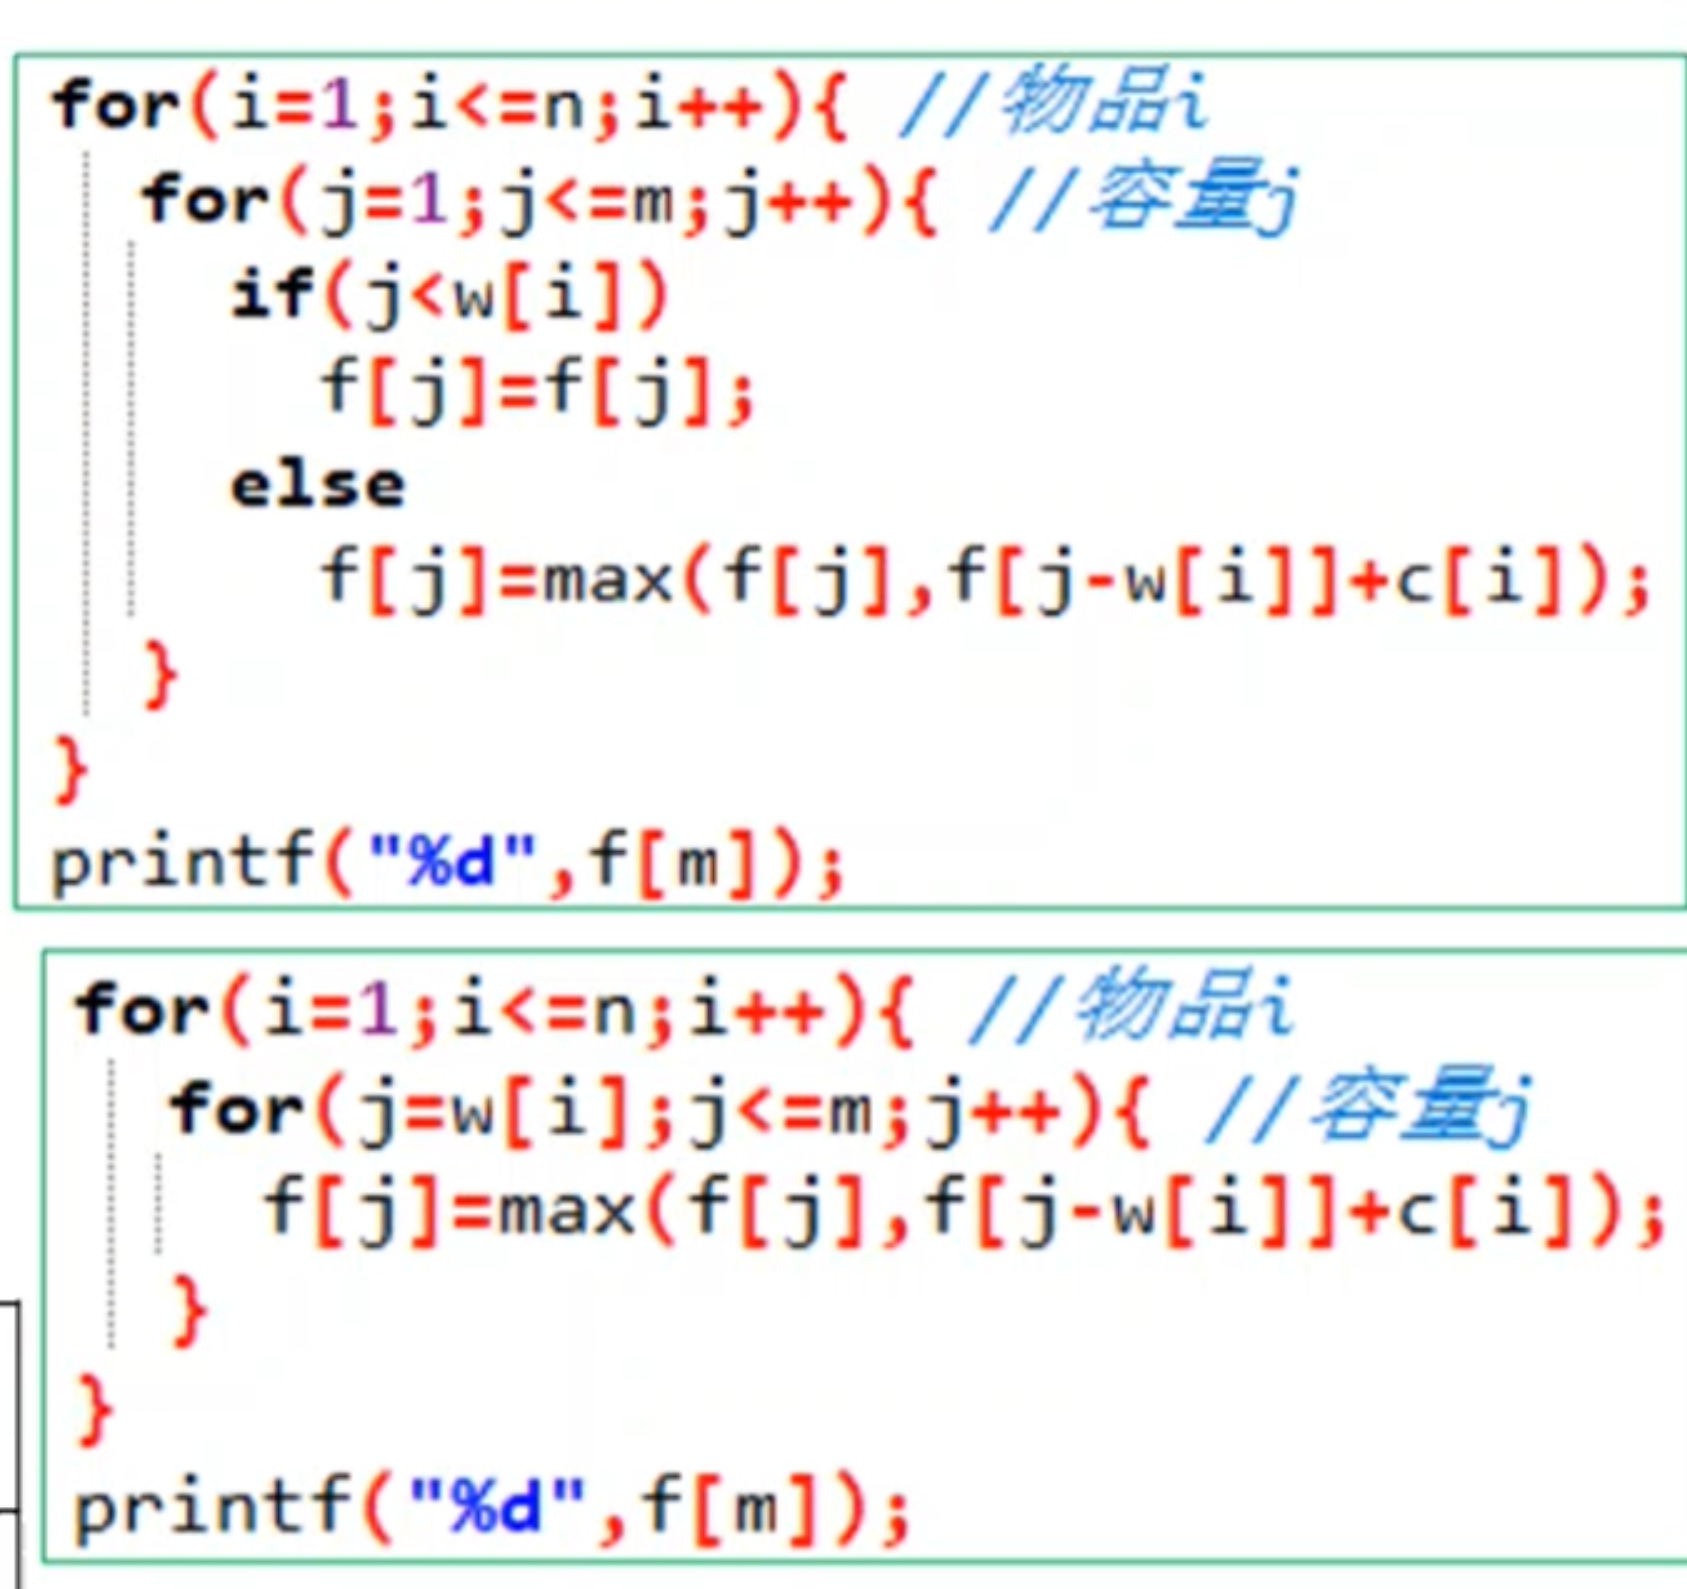 for(i=1;i<=n;i++){ //物品i
for(j=1;j<=m;j++){ //容量j
if(j<w[i])
f[j]=f[j];
else
f[j]=max(f[j],f[j-w[i]]+c[i]);
}
}
printf("%d",f[m]);
for(i=1;i<=n;i++){ //物品i
for(j=w[i];j<=m;j++){ //容量j
f[j]=max(f[j],f[j-w[i]]+c[i]);
}
}
printf("%d",f[m]);